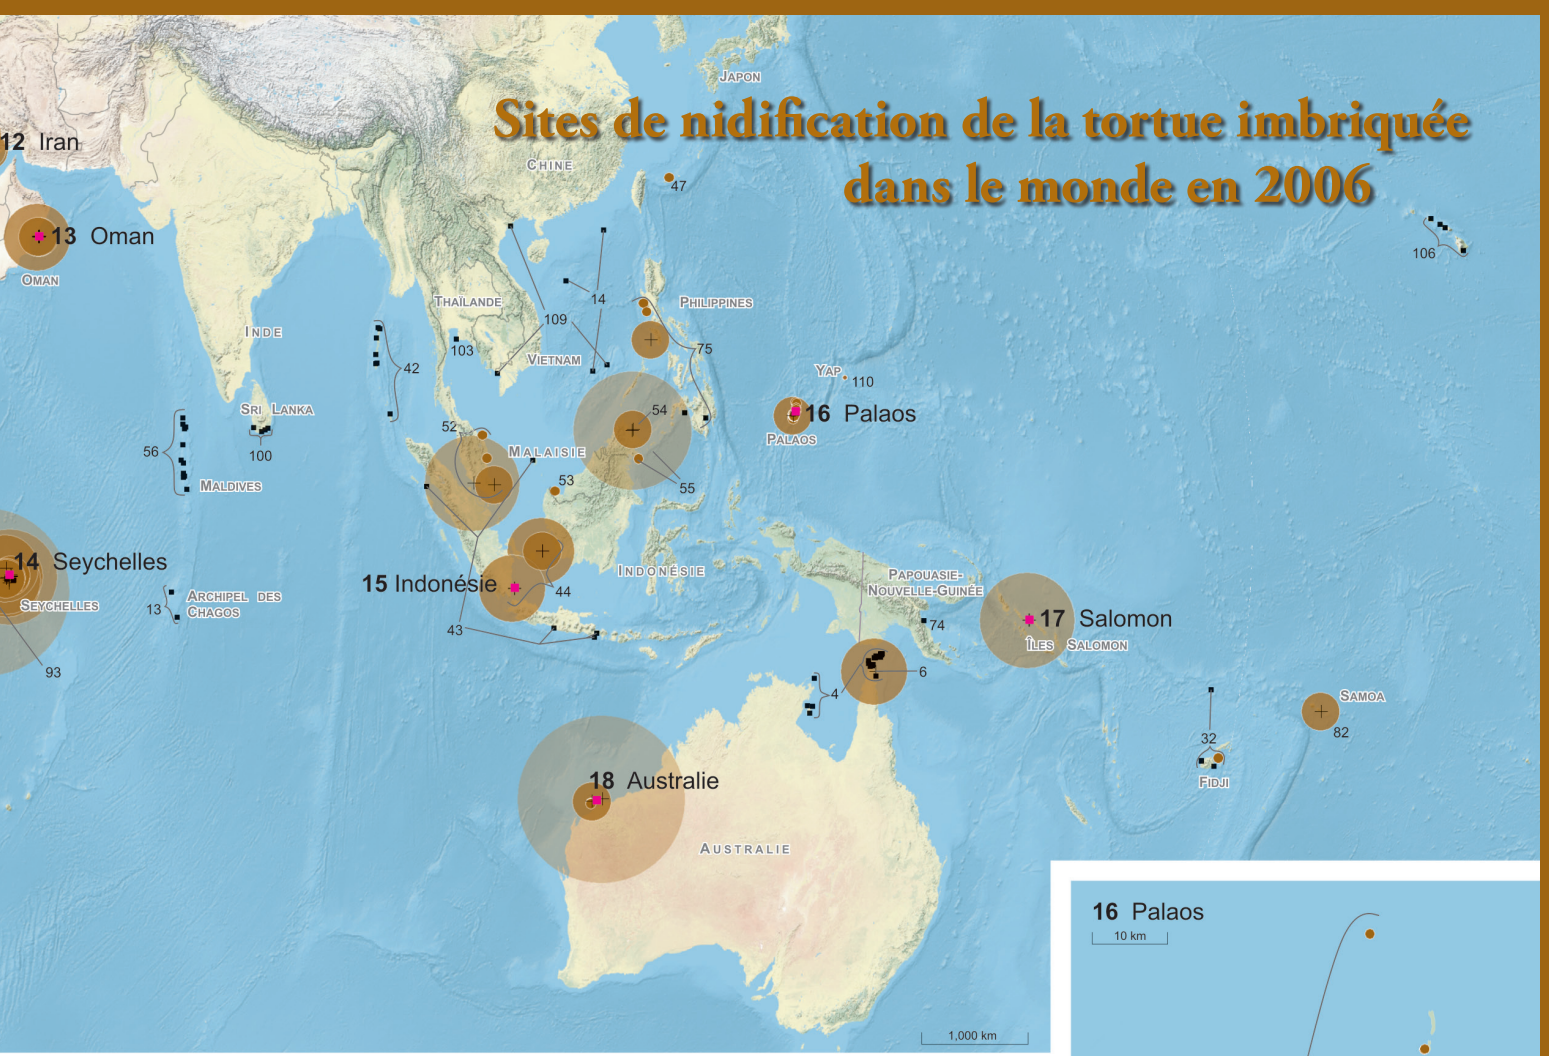 Sites de nidification de la tortue imbriquée
dans le monde en 2006
JAPON
12 Iran
CHINE
47
13 Oman
OMAN
106
14
THAÏLANDE
PHILIPPINES
109
INDE
103
VIETNAM
75
42
YAP
110
SRI LANKA
54
16 Palaos
PALAOS
52
56
100
MALAISIE
MALDIVES
53
55
14 Seychelles
SEYCHELLES
15 Indonésie
INDONÉSIE
PAPOUASIE-
NOUVELLE-GUINÉE
44
13
ARCHIPEL DES
CHAGOS
43
74
17 Salomon
ÎLES SALOMON
93
6
4
SAMOA
82
32
FIDJI
18 Australie
AUSTRALIE
16 Palaos
10 km
1,000 km